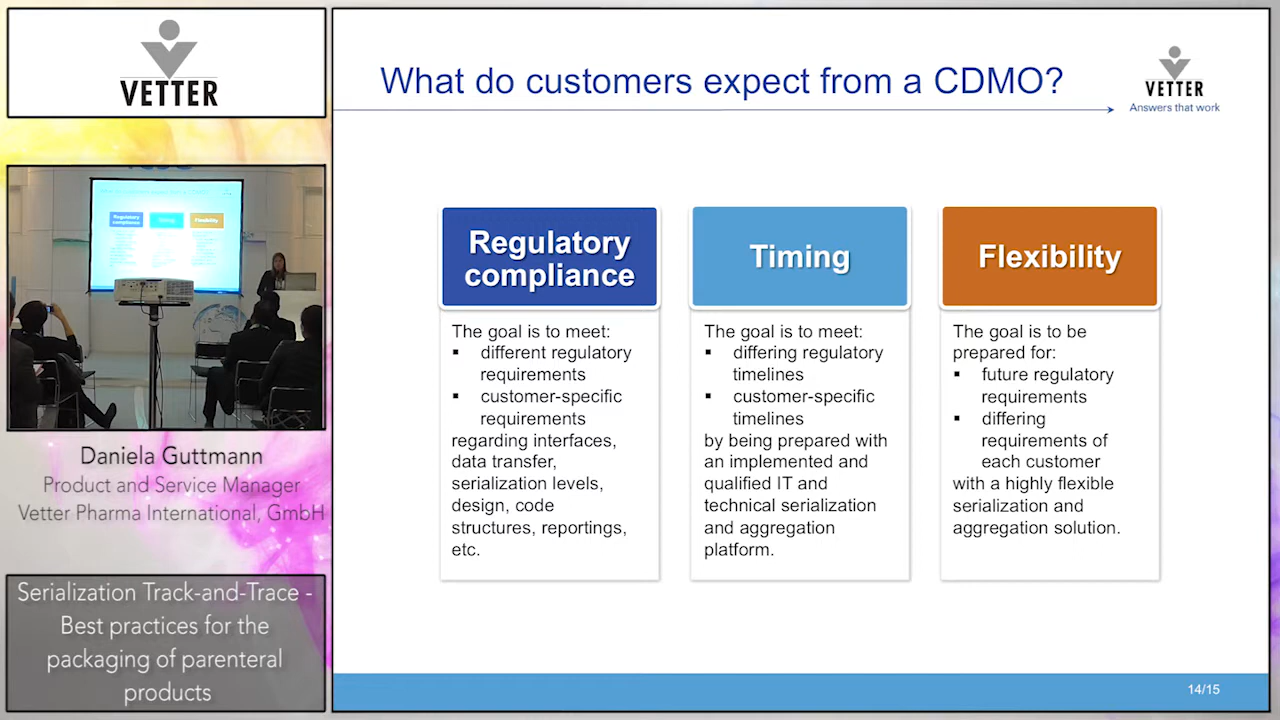 VETTER
Daniela Guttmann
Product and Service Manager
Vetter Pharma International, GmbH
Serialization Track-and-Trace -
Best practices for the
packaging of parenteral
products
What do customers expect from a CDMO?
VETTER
Answers that work
Regulatory
compliance
The goal is to meet:
▪ different regulatory
requirements
▪ customer-specific
requirements
regarding interfaces,
data transfer,
serialization levels,
design, code
structures, reportings,
etc.
Timing
The goal is to meet:
▪ differing regulatory
timelines
▪ customer-specific
timelines
by being prepared with
an implemented and
qualified IT and
technical serialization
and aggregation
platform.
Flexibility
The goal is to be
prepared for:
▪ future regulatory
requirements
▪ differing
requirements of
each customer
with a highly flexible
serialization and
aggregation solution.
14/15
Regulatory
compliance
Flexibility